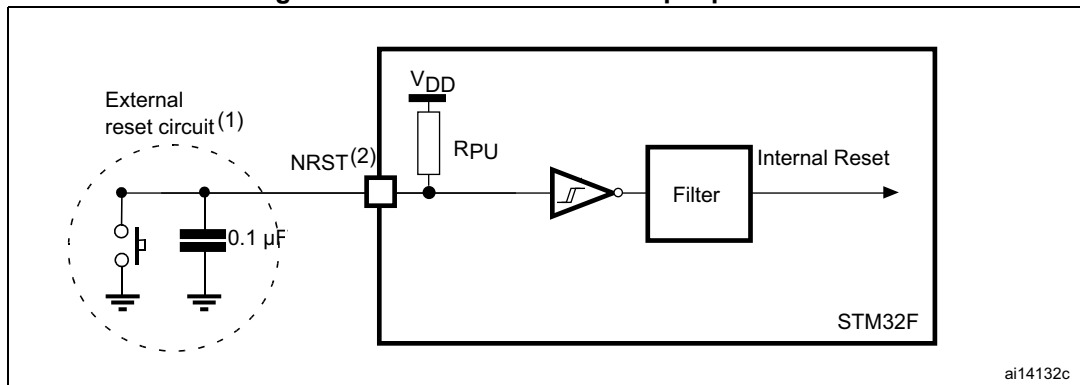 External
reset circuit(1)
NRST(2)
VDD
RPU
0.1 µF
Filter
Internal Reset
STM32F
ai14132c